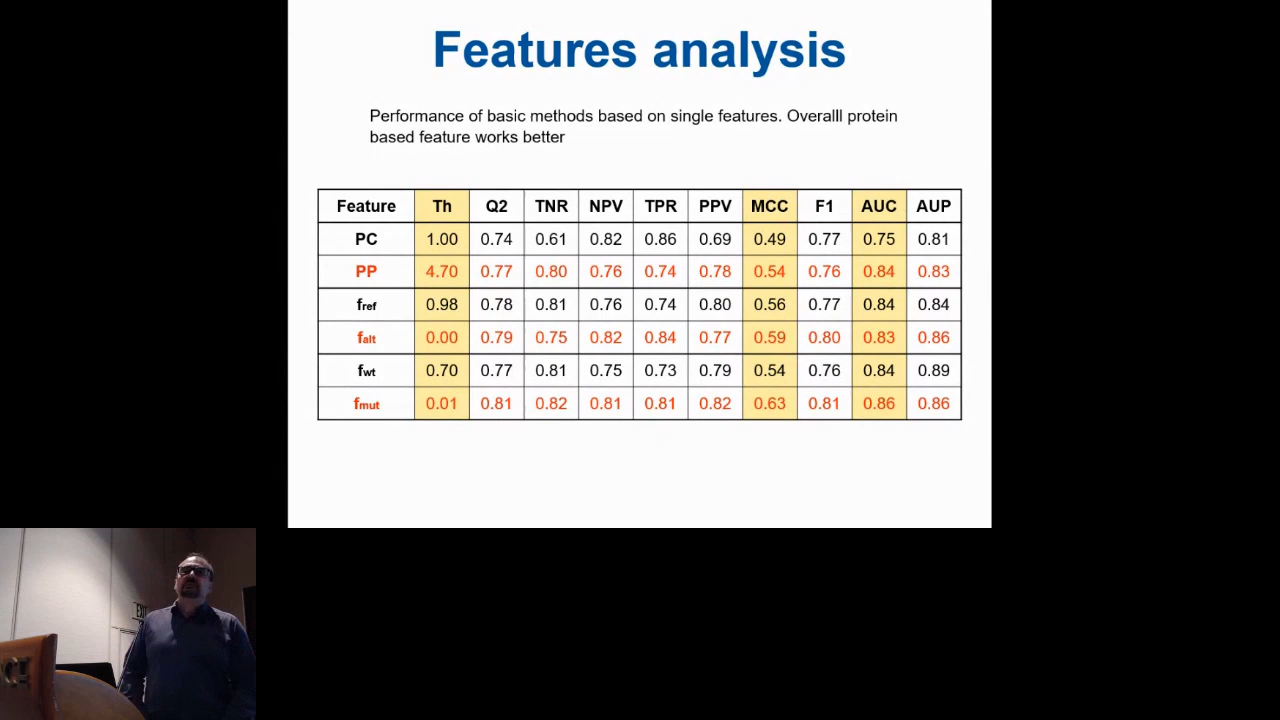 Features analysis
Performance of basic methods based on single features. Overalll protein
based feature works better
Feature Th Q2 TNR NPV TPR PPV MCC F1 AUC AUP
PC 1.00 0.74 0.61 0.82 0.86 0.69 0.49 0.77 0.75 0.81
PP 4.70 0.77 0.80 0.76 0.74 0.78 0.54 0.76 0.84 0.83
fref 0.98 0.78 0.81 0.76 0.74 0.80 0.56 0.77 0.84 0.84
falt 0.00 0.79 0.75 0.82 0.84 0.77 0.59 0.80 0.83 0.86
fwt 0.70 0.77 0.81 0.75 0.73 0.79 0.54 0.76 0.84 0.89
fmut 0.01 0.81 0.82 0.81 0.81 0.82 0.63 0.81 0.86 0.86